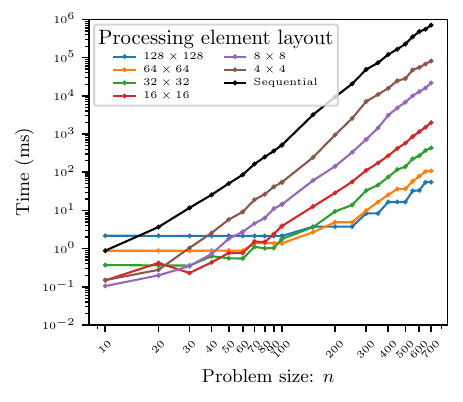 Processing element layout
128 × 128
64 × 64
32 × 32
16 × 16
8 × 8
4 × 4
Sequential
Time (ms)
10^6
10^5
10^4
10^3
10^2
10^1
10^0
10^−1
10^−2
10 20 30 40 50 60 70 80 90 100 200 300 400 500 600 700
Problem size: n